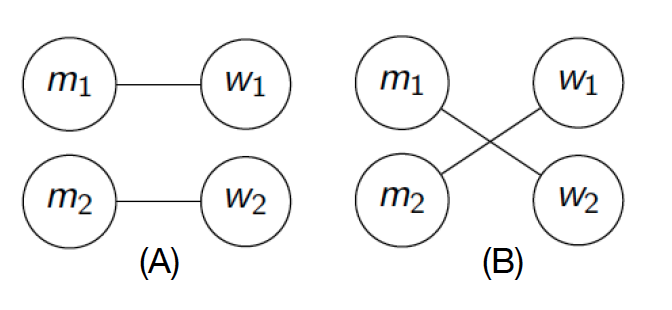 m₁ w₁ m₁ w₁
m₂ w₂ m₂ w₂
(A) (B)